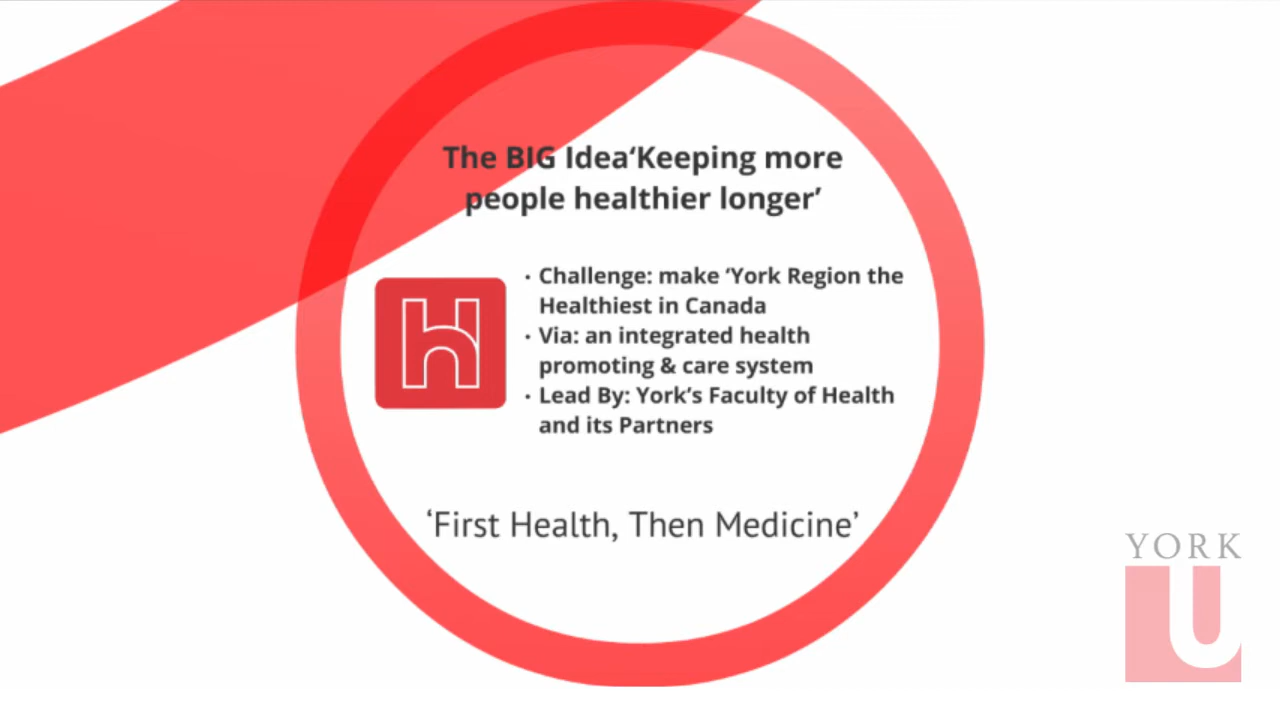 The BIG Idea‘Keeping more
people healthier longer’
• Challenge: make ‘York Region the
Healthiest in Canada
• Via: an integrated health
promoting & care system
• Lead By: York’s Faculty of Health
and its Partners
‘First Health, Then Medicine’
YORK
U